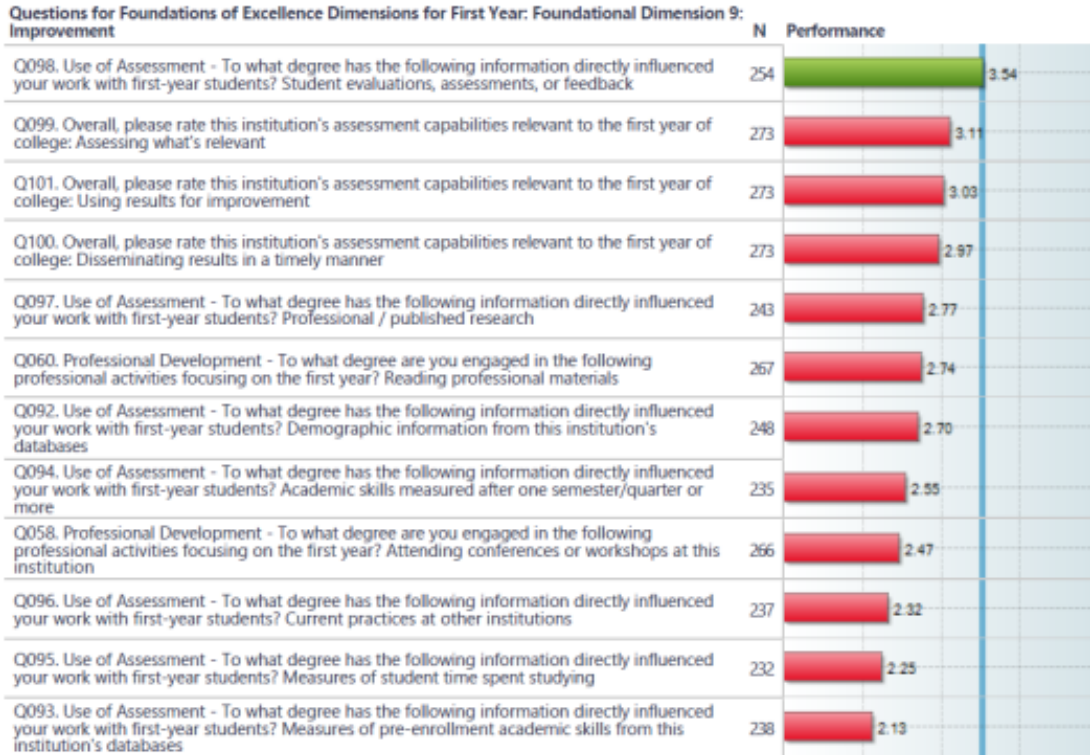 Questions for Foundations of Excellence Dimensions for First Year: Foundational Dimension 9:
Improvement N Performance
Q098. Use of Assessment - To what degree has the following information directly influenced
your work with first-year students? Student evaluations, assessments, or feedback
254
3.54
Q099. Overall, please rate this institution's assessment capabilities relevant to the first year of
college: Assessing what's relevant
273
3.11
Q101. Overall, please rate this institution's assessment capabilities relevant to the first year of
college: Using results for improvement
273
3.03
Q100. Overall, please rate this institution's assessment capabilities relevant to the first year of
college: Disseminating results in a timely manner
273
2.97
Q097. Use of Assessment - To what degree has the following information directly influenced
your work with first-year students? Professional / published research
243
2.77
Q060. Professional Development - To what degree are you engaged in the following
professional activities focusing on the first year? Reading professional materials
267
2.74
Q092. Use of Assessment - To what degree has the following information directly influenced
your work with first-year students? Demographic information from this institution's
databases
248
2.70
Q094. Use of Assessment - To what degree has the following information directly influenced
your work with first-year students? Academic skills measured after one semester/quarter or
more
235
2.55
Q058. Professional Development - To what degree are you engaged in the following
professional activities focusing on the first year? Attending conferences or workshops at this
institution
266
2.47
Q096. Use of Assessment - To what degree has the following information directly influenced
your work with first-year students? Current practices at other institutions
237
2.32
Q095. Use of Assessment - To what degree has the following information directly influenced
your work with first-year students? Measures of student time spent studying
232
2.25
Q093. Use of Assessment - To what degree has the following information directly influenced
your work with first-year students? Measures of pre-enrollment academic skills from this
institution's databases
238
2.13